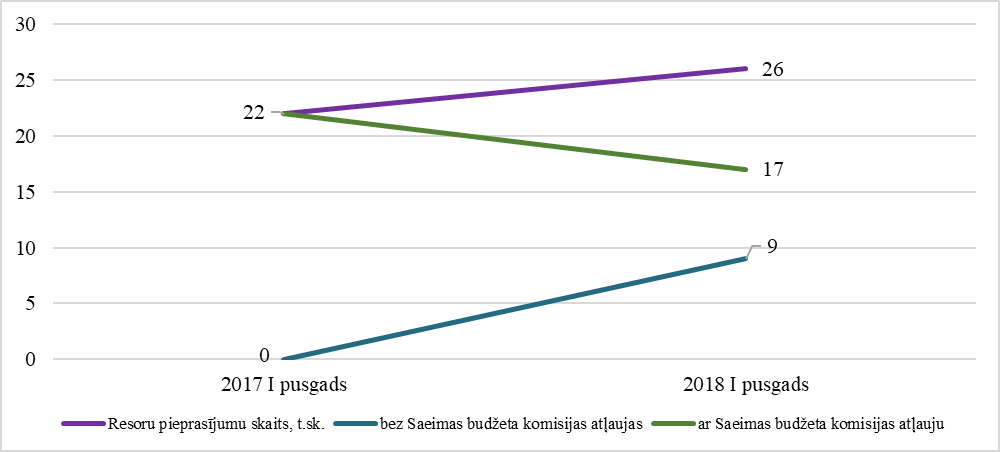 30
25
20
15
10
5
0
22
26
17
9
0
2017 I pusgads
2018 I pusgads
Resoru pieprasījumu skaits, t.sk.
bez Saeimas budžeta komisijas atļaujas
ar Saeimas budžeta komisijas atļauju